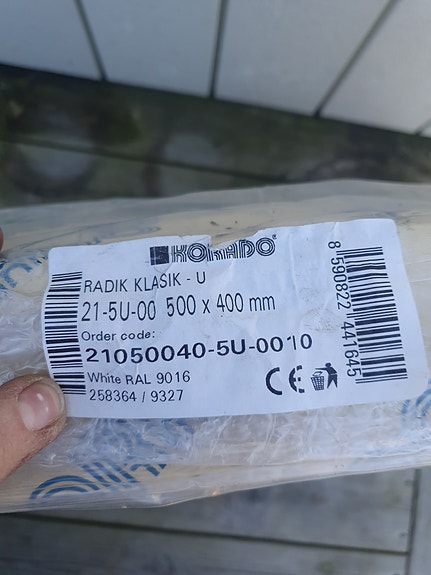 KORADO®
RADIK KLASIK - U
21-5U-00 500 x 400 mm
Order code:
21050040-5U-0010
White RAL 9016
258364 / 9327
CE
8 590822 441645